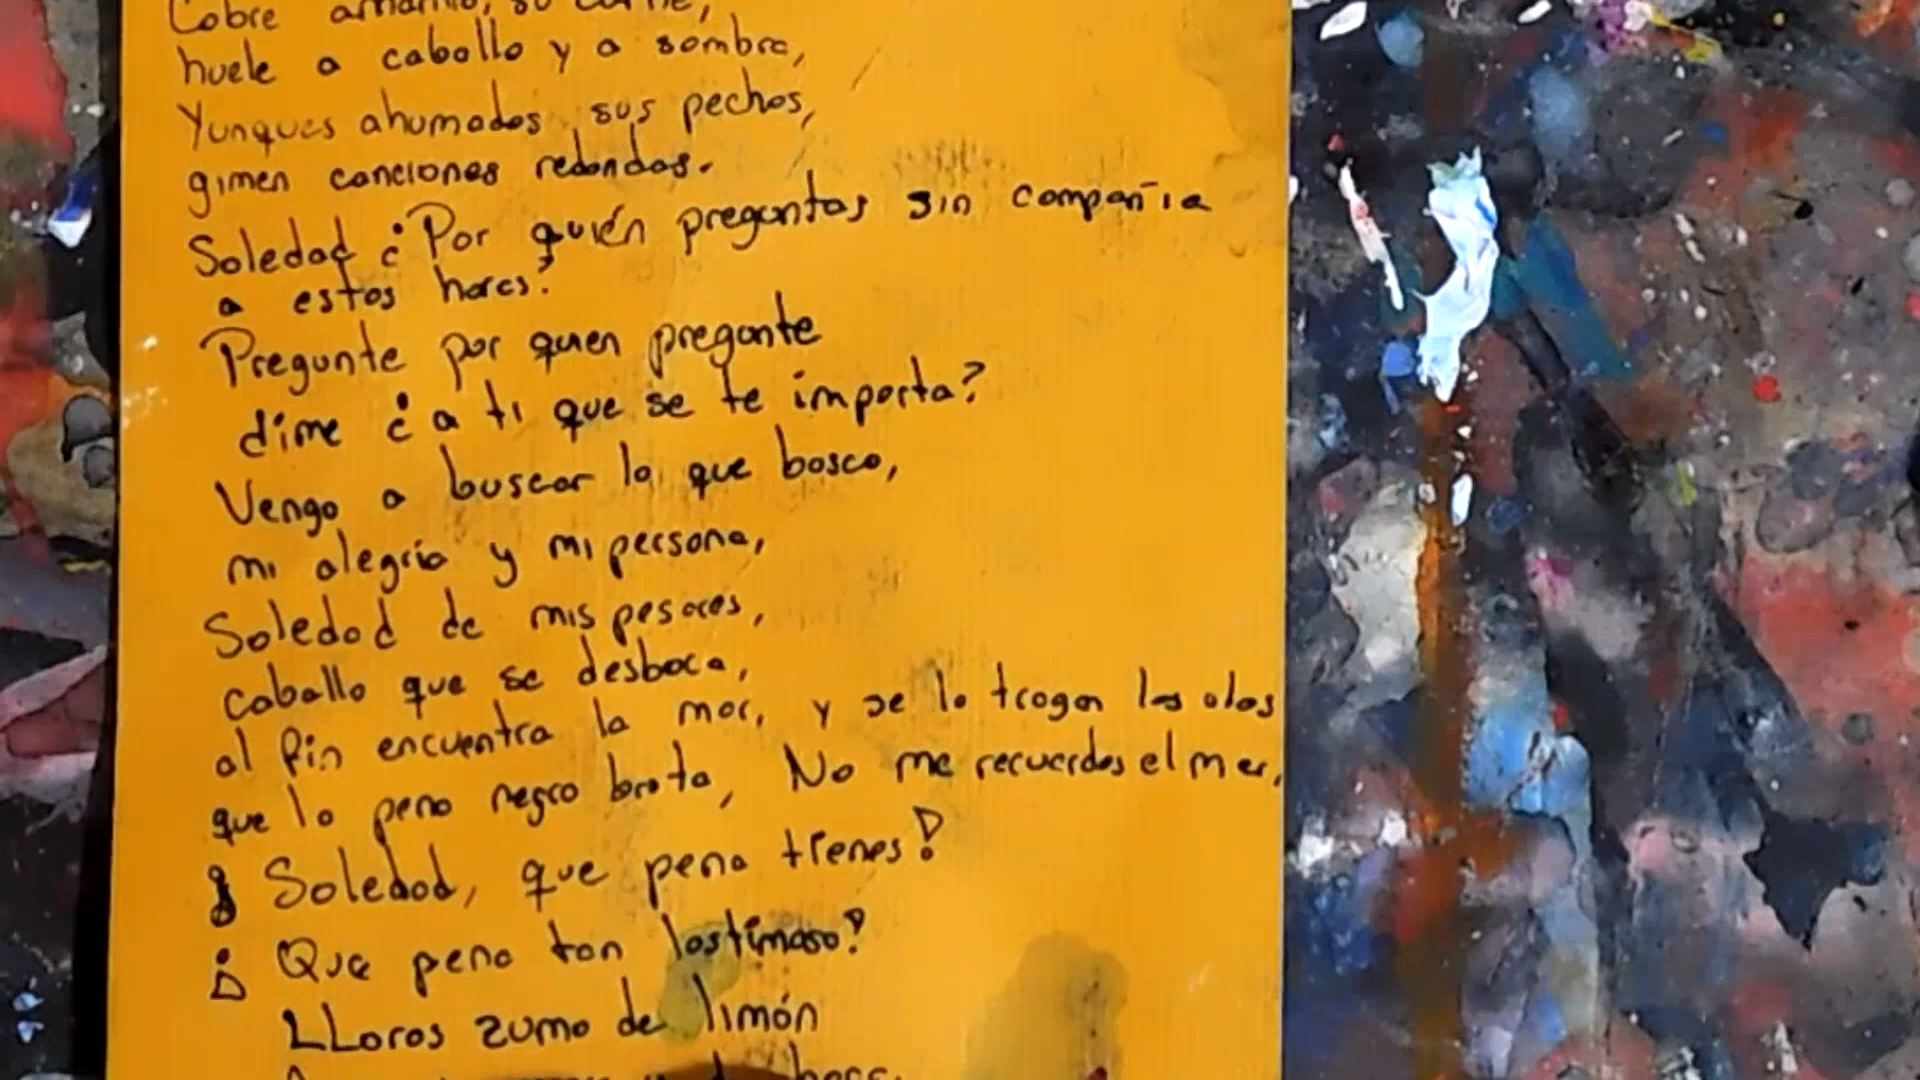 Cobre amarillo, su carne,
huele a caballo y a sombra,
Yunques ahumados sus pechos,
gimen canciones redondas.
Soledad ¿Por quién preguntas sin compañia
a estas horas?
Pregunte por quien pregunte
dime ¿a ti que se te importa?
Vengo a buscar lo que busco,
mi alegría y mi persona,
Soledad de mis pesares,
caballo que se desboca,
al fin encuentra la mar, y se lo tragan las olas
que la pena negra brota, No me recuerdes el mar,
¡Soledad, que pena tienes!
¡Que pena tan lastimosa!
LLoras zumo de limón